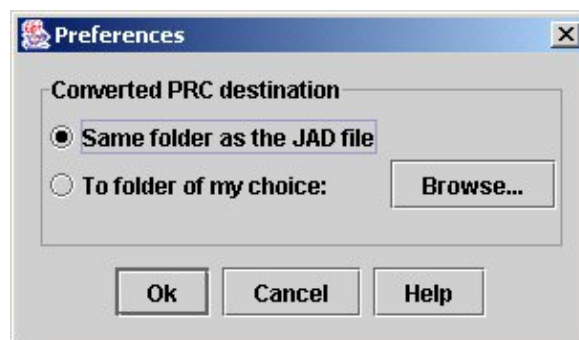 Preferences
Converted PRC destination
Same folder as the JAD file
To folder of my choice:
Browse...
Ok
Cancel
Help